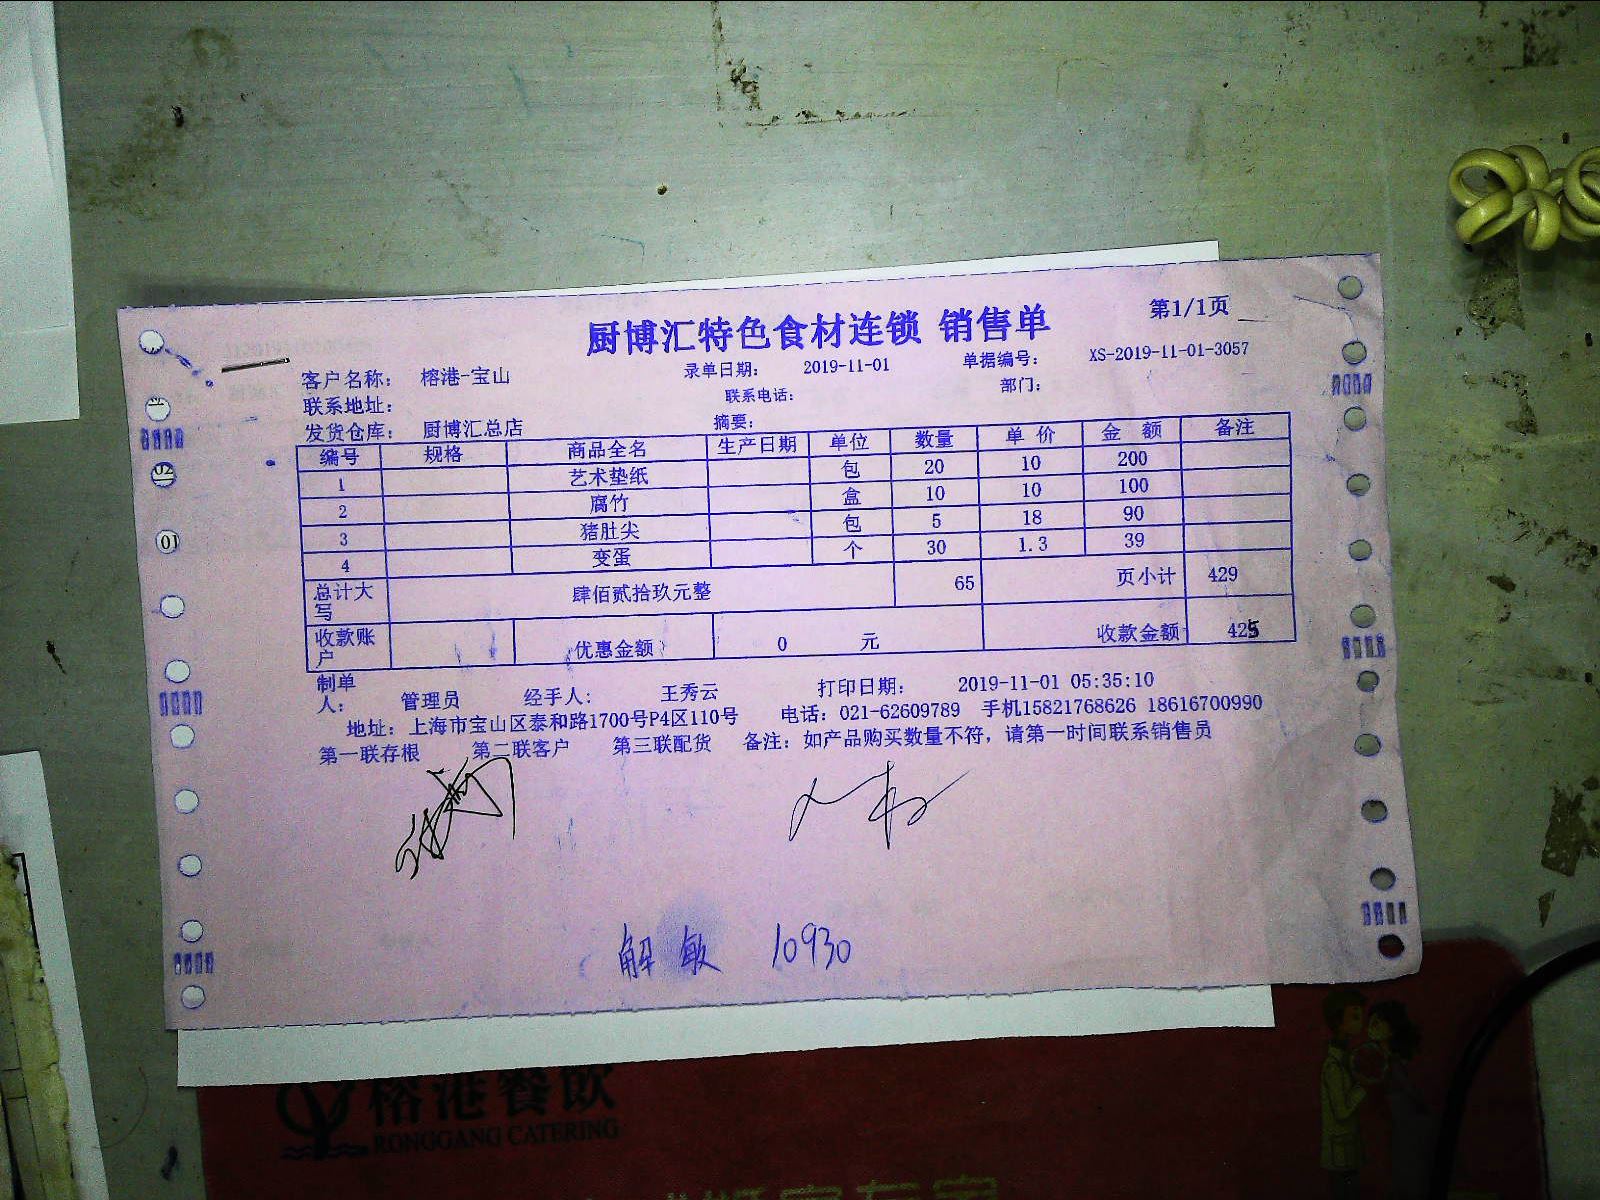 厨博汇特色食材连锁 销售单 第1/1页
客户名称： 榕港-宝山 录单日期： 2019-11-01 单据编号： XS-2019-11-01-3057
联系地址： 联系电话： 部门：
发货仓库： 厨博汇总店 摘要：
编号 规格 商品全名 生产日期 单位 数量 单 价 金 额 备注
1 艺术垫纸 包 20 10 200
2 腐竹 盒 10 10 100
3 猪肚尖 包 5 18 90
4 变蛋 个 30 1.3 39
总计大写 肆佰贰拾玖元整 65 页小计 429
收款账户 优惠金额 0 元 收款金额 425
制单人： 管理员 经手人： 王秀云 打印日期： 2019-11-01 05:35:10
地址：上海市宝山区泰和路1700号P4区110号 电话：021-62609789 手机15821768626 18616700990
第一联存根 第二联客户 第三联配货 备注：如产品购买数量不符，请第一时间联系销售员
解敏 10930
榕港餐飲
RONGGANG CATERING